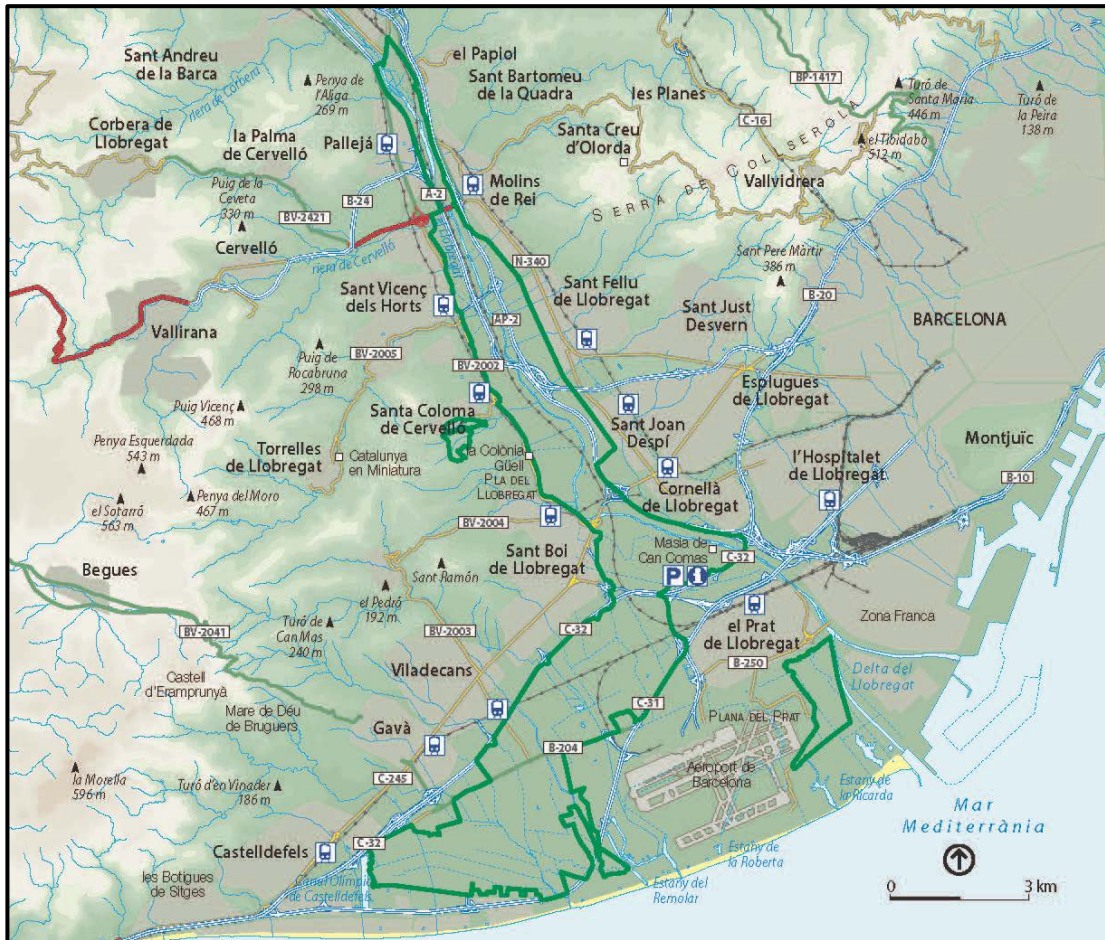 Sant Andreu
de la Barca
el Papiol
Penya de
l'Aliga
269 m
Sant Bartomeu
de la Quadra
les Planes
BP-1417
Turó de
Santa Maria
446 m
Turó de
la Peira
138 m
riera de Corbera
C-16
el Tibidabo
512 m
Corbera de
Llobregat
la Palma
de Cervelló
Pallejá
Santa Creu
d'Olorda
SERRA DE COLLSEROLA
Vallvidrera
Puig de la
Ceveta
330 m
B-24
A-2
Molins
de Rei
BV-2421
Cervelló
riera de Cervelló
el Llobregat
N-340
Sant Pere Màrtir
386 m
Sant Vicenç
dels Horts
Sant Feliu
de Llobregat
B-20
Vallirana
AP-2
Sant Just
Desvern
BARCELONA
Puig de
Rocabruna
298 m
BV-2005
BV-2002
Esplugues
de Llobregat
Puig Vicenç
468 m
Santa Coloma
de Cervelló
Sant Joan
Despí
Montjuïc
Penya Esquerdada
543 m
Torrelles
de Llobregat
Catalunya
en Miniatura
la Colònia
Güell
PLA DEL
LLOBREGAT
l'Hospitalet
de Llobregat
B-10
el Sotarró
563 m
Penya del Moro
467 m
Cornellà
de Llobregat
BV-2004
Masia de
Can Comas
C-32
Begues
Sant Boi
de Llobregat
Sant Ramón
P
i
el Pedró
192 m
el Prat
de Llobregat
Zona Franca
BV-2041
Turó de
Can Mas
240 m
BV-2003
C-32
Viladecans
B-250
Delta del
Llobregat
Castell
d'Eramprunyà
Mare de Déu
de Bruguers
C-31
PLANA DEL PRAT
Gavà
B-204
Aeroport de
Barcelona
la Morella
596 m
Turó d'en Vinader
186 m
C-245
Estany de
la Ricarda
Mar
Mediterrània
Castelldefels
C-32
Estany de
la Roberta
les Botigues
de Sitges
Canal Olímpic
de Castelldefels
Estany del
Remolar
0 3 km